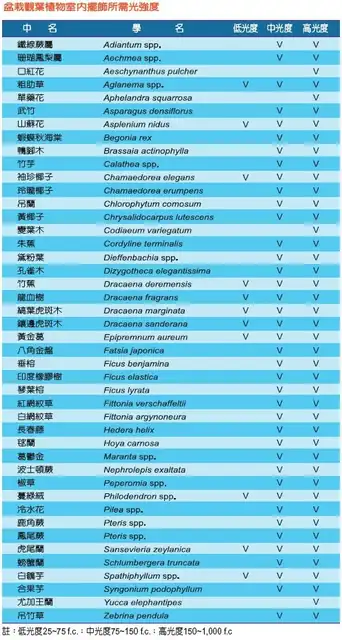 盆栽觀葉植物室內擺飾所需光強度
中 名 學 名 低光度 中光度 高光度
鐵線蕨屬 Adiantum spp. V V
珊瑚鳳梨屬 Aechmea spp. V V
口紅花 Aeschynanthus pulcher V
粗肋草 Aglanema spp. V V V
單藥花 Aphelandra squarrosa V
武竹 Asparagus densiflorus V V
山蘇花 Asplenium nidus V V V
蝦蟆秋海棠 Begonia rex V V
鴨腳木 Brassaia actinophylla V V
竹芋 Calathea spp. V V
袖珍椰子 Chamaedorea elegans V V V
玲瓏椰子 Chamaedorea erumpens V V
吊蘭 Chlorophytum comosum V V
黃椰子 Chrysalidocarpus lutescens V V
變葉木 Codiaeum variegatum V
朱蕉 Cordyline terminalis V V
黛粉葉 Dieffenbachia spp. V V
孔雀木 Dizygotheca elegantissima V V
竹蕉 Dracaena deremensis V V V
龍血樹 Dracaena fragrans V V V
縞葉虎斑木 Dracaena marginata V V V
鑲邊虎斑木 Dracaena sanderana V V V
黃金葛 Epipremnum aureum V V V
八角金盤 Fatsia japonica V V
垂榕 Ficus benjamina V V
印度橡膠樹 Ficus elastica V V
琴葉榕 Ficus lyrata V V
紅網紋草 Fittonia verschaffeltii V V
白網紋草 Fittonia argynoneura V V
長春藤 Hedera helix V V
毬蘭 Hoya carnosa V V
葛鬱金 Maranta spp. V V
波士頓蕨 Nephrolepis exaltata V V
椒草 Peperomia spp. V V
蔓綠絨 Philodendron spp. V V V
冷水花 Pilea spp. V V
鹿角蕨 Pteris spp. V V
鳳尾蕨 Pteris spp. V V
虎尾蘭 Sansevieria zeylanica V V V
螃蟹蘭 Schlumbergera truncata V V
白鶴芋 Spathiphyllum spp. V V V
合果芋 Syngonium podophyllum V V
尤加王蘭 Yucca elephantipes V
吊竹草 Zebrina pendula V V
註：低光度25~75 f.c.；中光度75~150 f.c.；高光度150~1,000 f.c